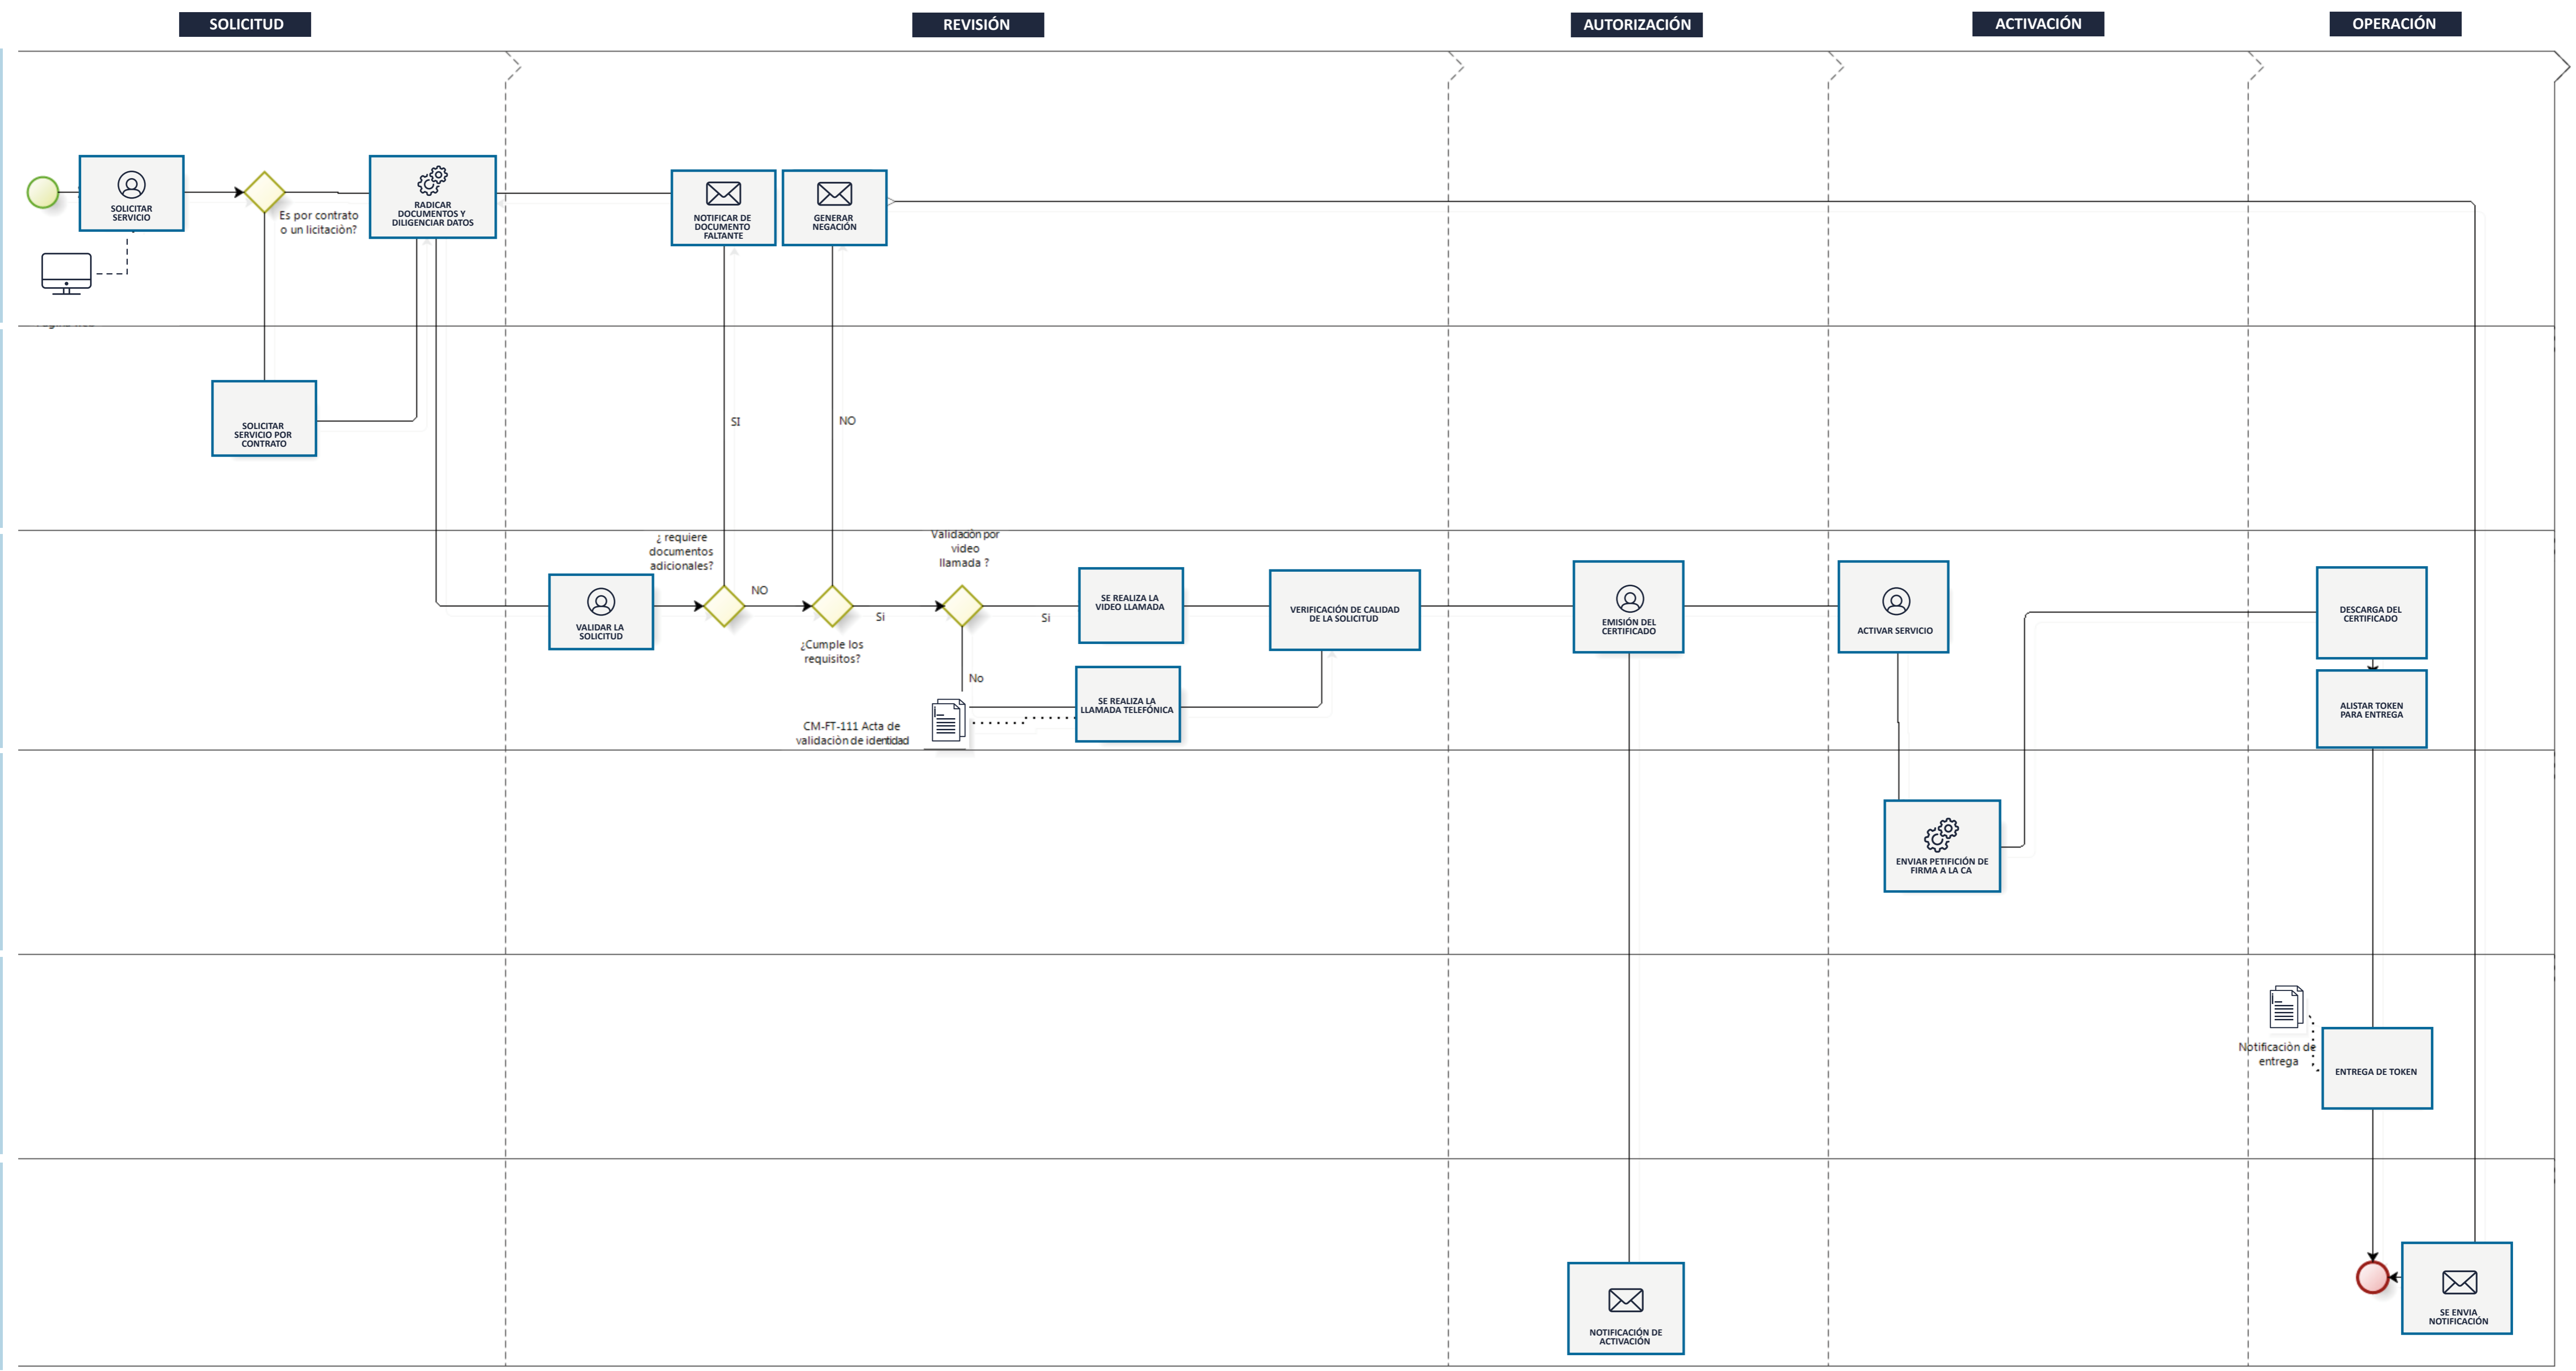 SOLICITUD
REVISIÓN
AUTORIZACIÓN
ACTIVACIÓN
OPERACIÓN
SOLICITAR
SERVICIO
Es por contrato
o un licitaciòn?
RADICAR
DOCUMENTOS Y
DILIGENCIAR DATOS
NOTIFICAR DE
DOCUMENTO
FALTANTE
GENERAR
NEGACIÓN
SOLICITAR
SERVICIO POR
CONTRATO
SI
NO
¿ requiere
documentos
adicionales?
Validaciòn por
video
llamada ?
VALIDAR LA
SOLICITUD
NO
¿Cumple los
requisitos?
Si
Si
No
SE REALIZA LA
VIDEO LLAMADA
VERIFICACIÓN DE CALIDAD
DE LA SOLICITUD
CM-FT-111 Acta de
validaciòn de identidad
SE REALIZA LA
LLAMADA TELEFÓNICA
EMISIÓN DEL
CERTIFICADO
ACTIVAR SERVICIO
DESCARGA DEL
CERTIFICADO
ALISTAR TOKEN
PARA ENTREGA
ENVIAR PETIFICIÓN DE
FIRMA A LA CA
Notificaciòn de
entrega
ENTREGA DE TOKEN
NOTIFICACIÓN DE
ACTIVACIÓN
SE ENVIA
NOTIFICACIÓN